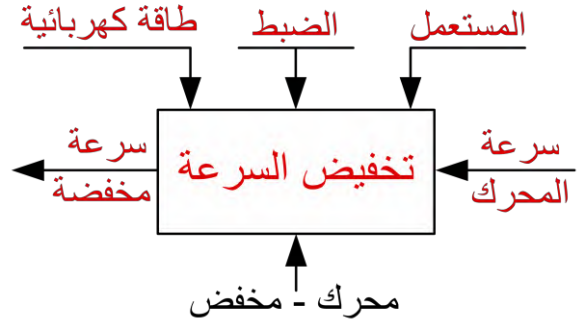 المستعمل
الضبط
طاقة كهربائية
سرعة
المحرك
تخفيض السرعة
سرعة
مخفضة
محرك - مخفض